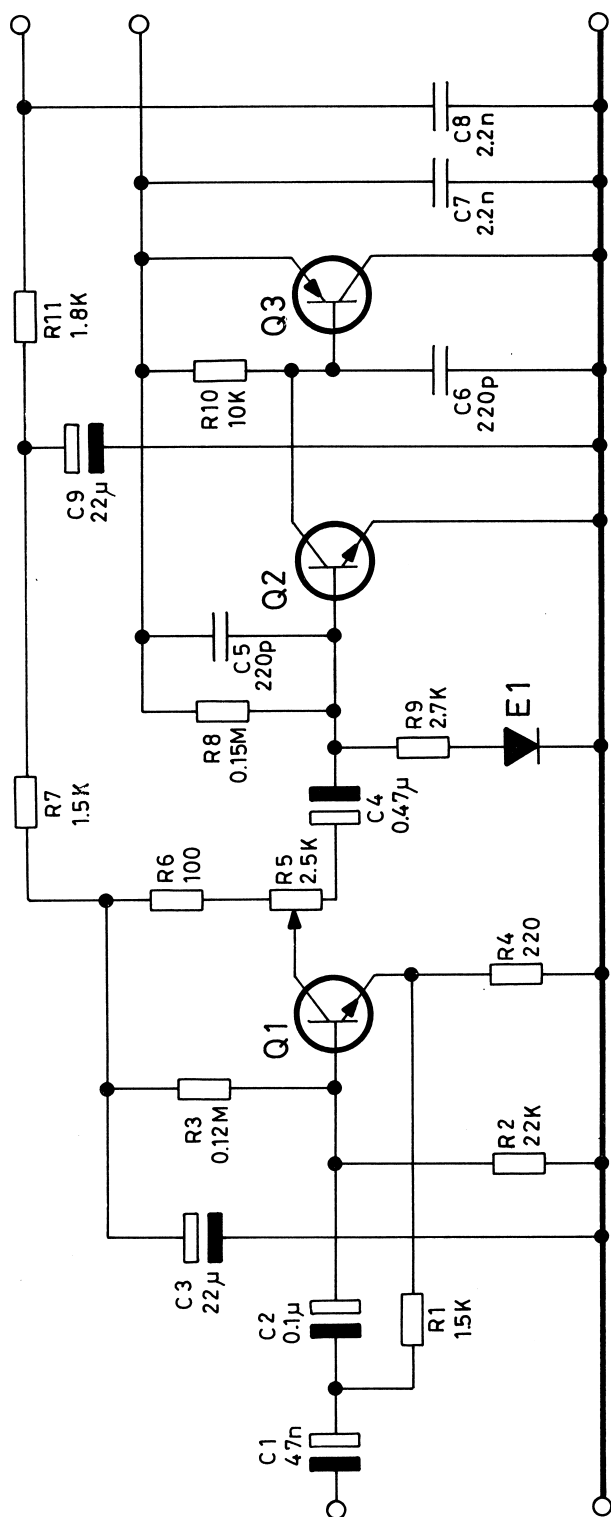 C1
47n
C2
0.1µ
R1
1.5K
C3
22µ
R3
0.12M
R2
22K
Q1
R4
220
R5
2.5K
R6
100
R7
1.5K
C4
0.47µ
R8
0.15M
R9
2.7K
E1
C5
220p
Q2
C9
22µ
R10
10K
C6
220p
Q3
R11
1.8K
C7
2.2n
C8
2.2n